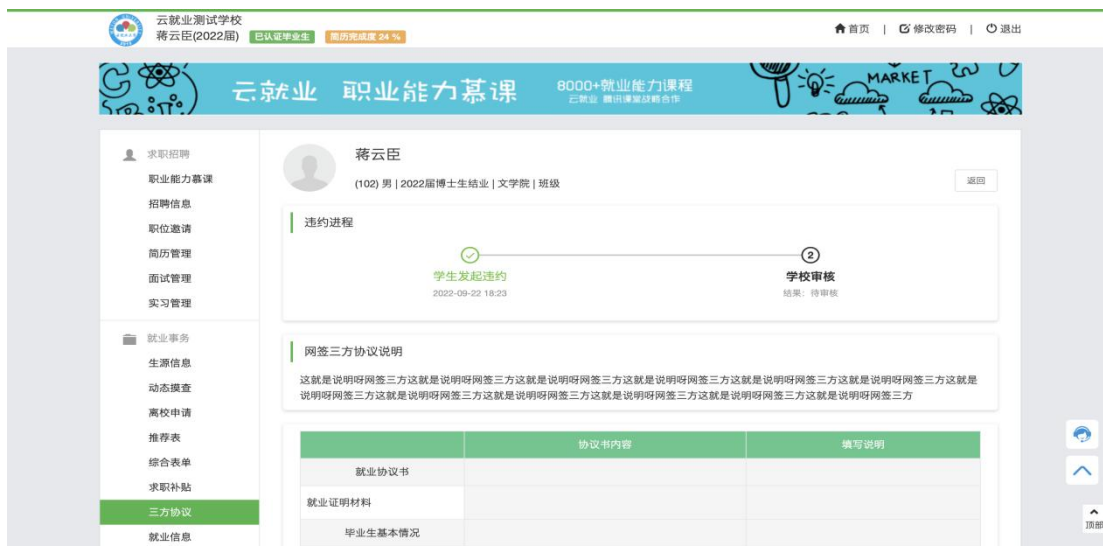 云就业测试学校
蒋云臣(2022届) 已认证毕业生 简历完成度 24 %
首页 | 修改密码 | 退出
云就业 职业能力慕课 8000+就业能力课程
云就业 腾讯课堂战略合作
MARKET
求职招聘
职业能力慕课
招聘信息
职位邀请
简历管理
面试管理
实习管理
就业事务
生源信息
动态摸查
离校申请
推荐表
综合表单
求职补贴
三方协议
就业信息
蒋云臣
(102) 男 | 2022届博士生结业 | 文学院 | 班级
返回
违约进程
2
学生发起违约 学校审核
2022-09-22 18:23 结果：待审核
网签三方协议说明
这就是说明呀网签三方这就是说明呀网签三方这就是说明呀网签三方这就是说明呀网签三方这就是说明呀网签三方这就是说明呀网签三方这就是
说明呀网签三方这就是说明呀网签三方这就是说明呀网签三方这就是说明呀网签三方这就是说明呀网签三方这就是说明呀网签三方
协议书内容 填写说明
就业协议书
就业证明材料
毕业生基本情况
顶部